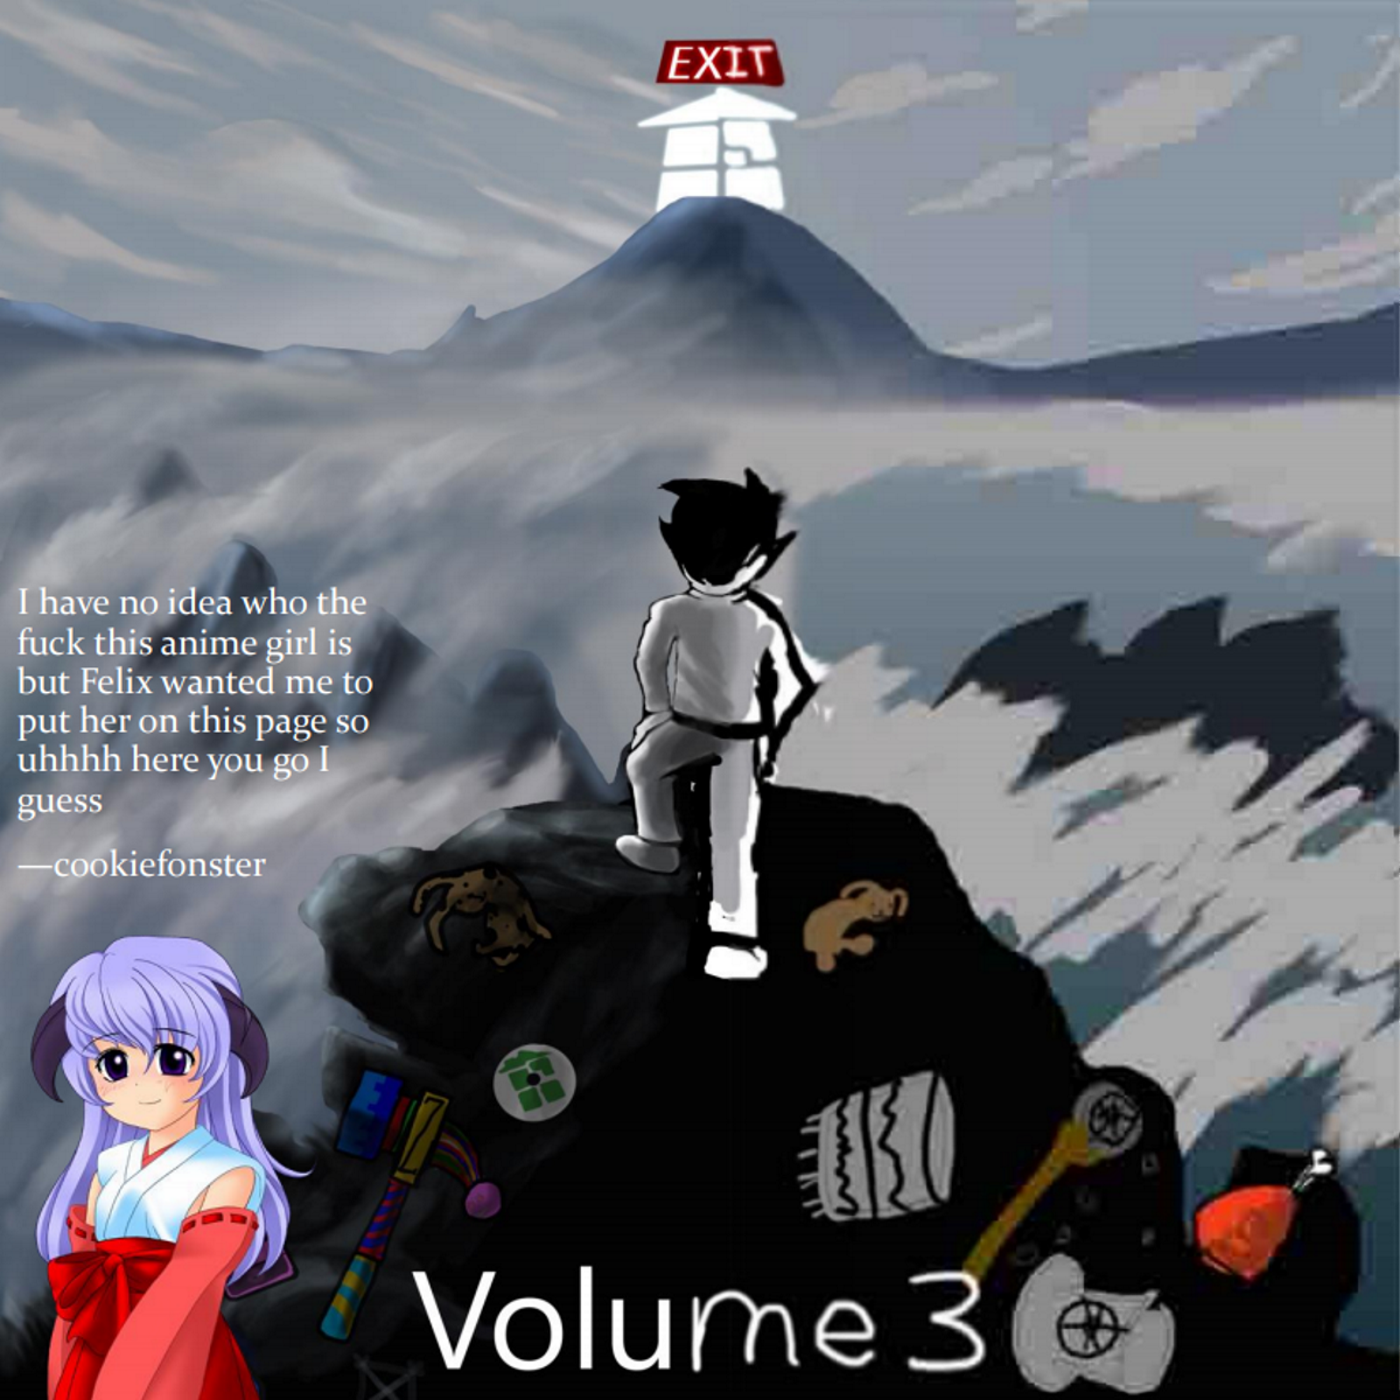 EXIT
I have no idea who the
fuck this anime girl is
but Felix wanted me to
put her on this page so
uhhhh here you go I
guess
—cookiefonster
Volume 3